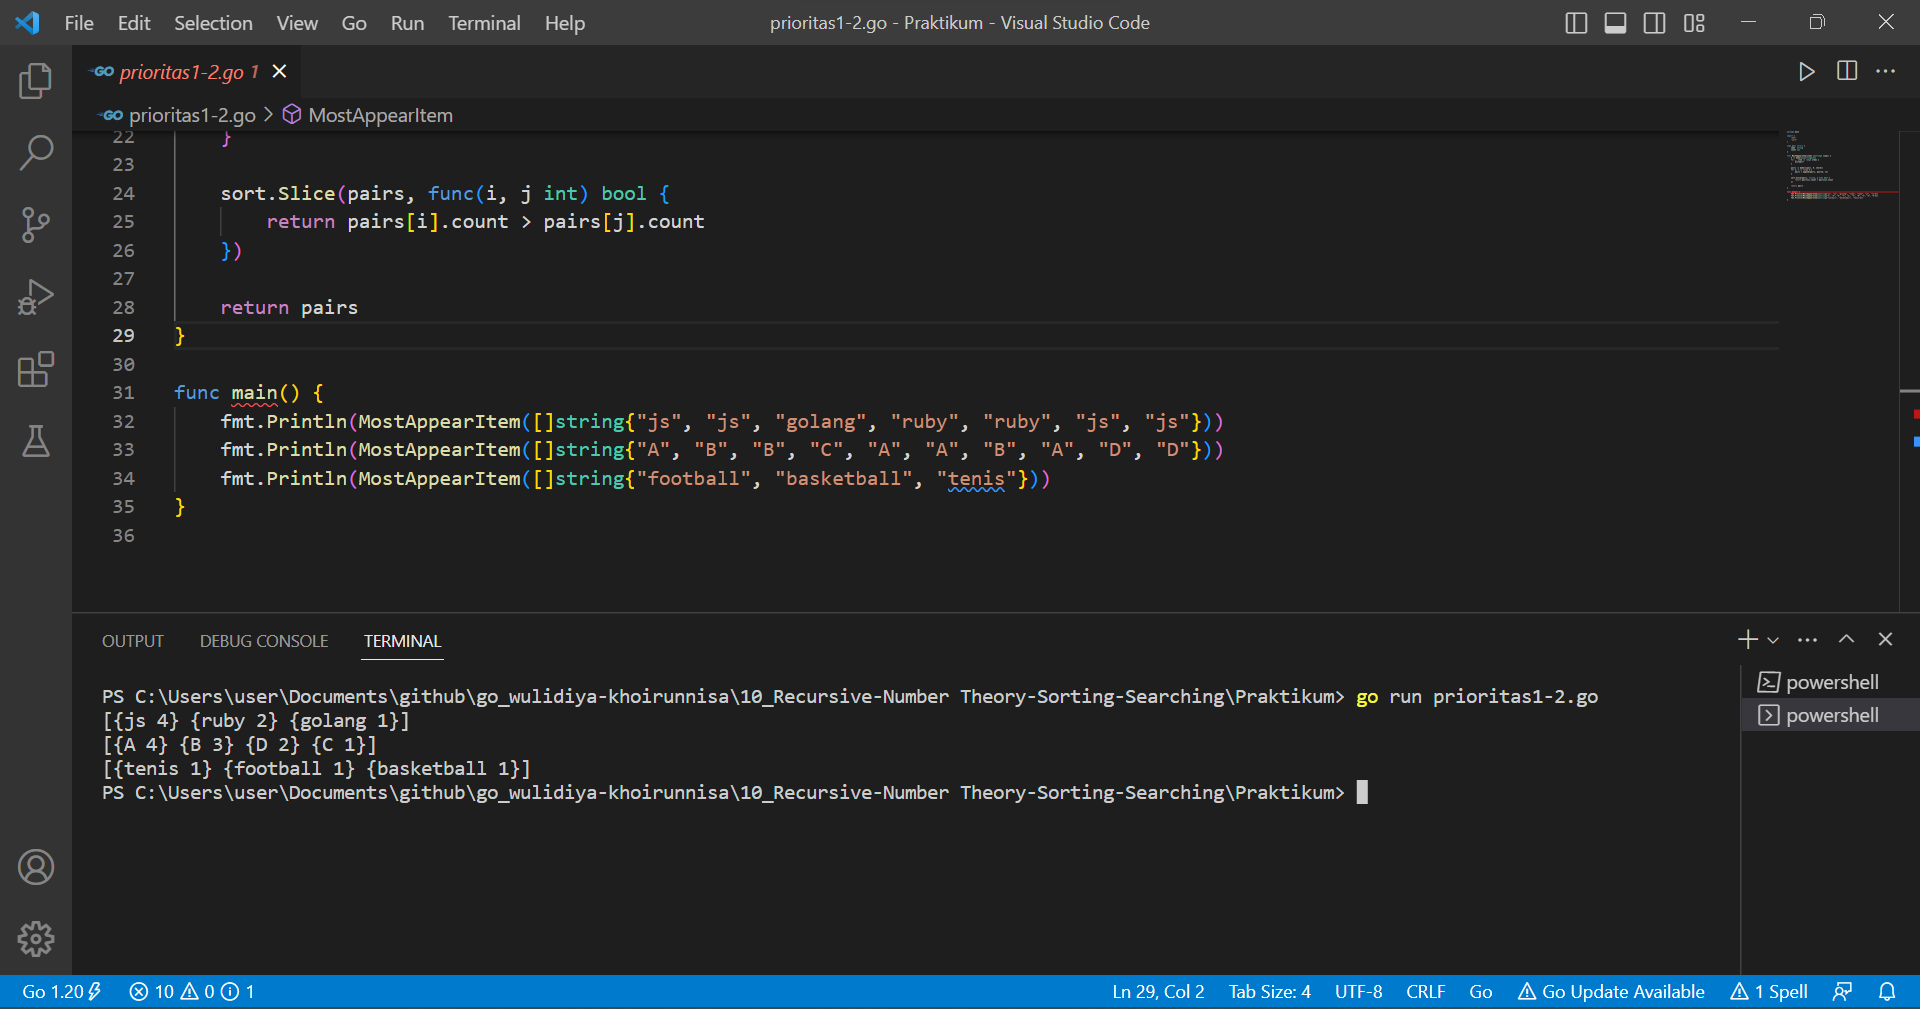 File Edit Selection View Go Run Terminal Help
prioritas1-2.go - Praktikum - Visual Studio Code
GO prioritas1-2.go 1
GO prioritas1-2.go > MostAppearItem
22 }
23
24 sort.Slice(pairs, func(i, j int) bool {
25 return pairs[i].count > pairs[j].count
26 })
27
28 return pairs
29 }
30
31 func main() {
32 fmt.Println(MostAppearItem([]string{"js", "js", "golang", "ruby", "ruby", "js", "js"}))
33 fmt.Println(MostAppearItem([]string{"A", "B", "B", "C", "A", "A", "B", "A", "D", "D"}))
34 fmt.Println(MostAppearItem([]string{"football", "basketball", "tenis"}))
35 }
36
OUTPUT DEBUG CONSOLE TERMINAL
PS C:\Users\user\Documents\github\go_wulidiya-khoirunnisa\10_Recursive-Number Theory-Sorting-Searching\Praktikum> go run prioritas1-2.go
[{js 4} {ruby 2} {golang 1}]
[{A 4} {B 3} {D 2} {C 1}]
[{tenis 1} {football 1} {basketball 1}]
PS C:\Users\user\Documents\github\go_wulidiya-khoirunnisa\10_Recursive-Number Theory-Sorting-Searching\Praktikum>
powershell
powershell
Go 1.20 10 0 1
Ln 29, Col 2 Tab Size: 4 UTF-8 CRLF Go Go Update Available 1 Spell